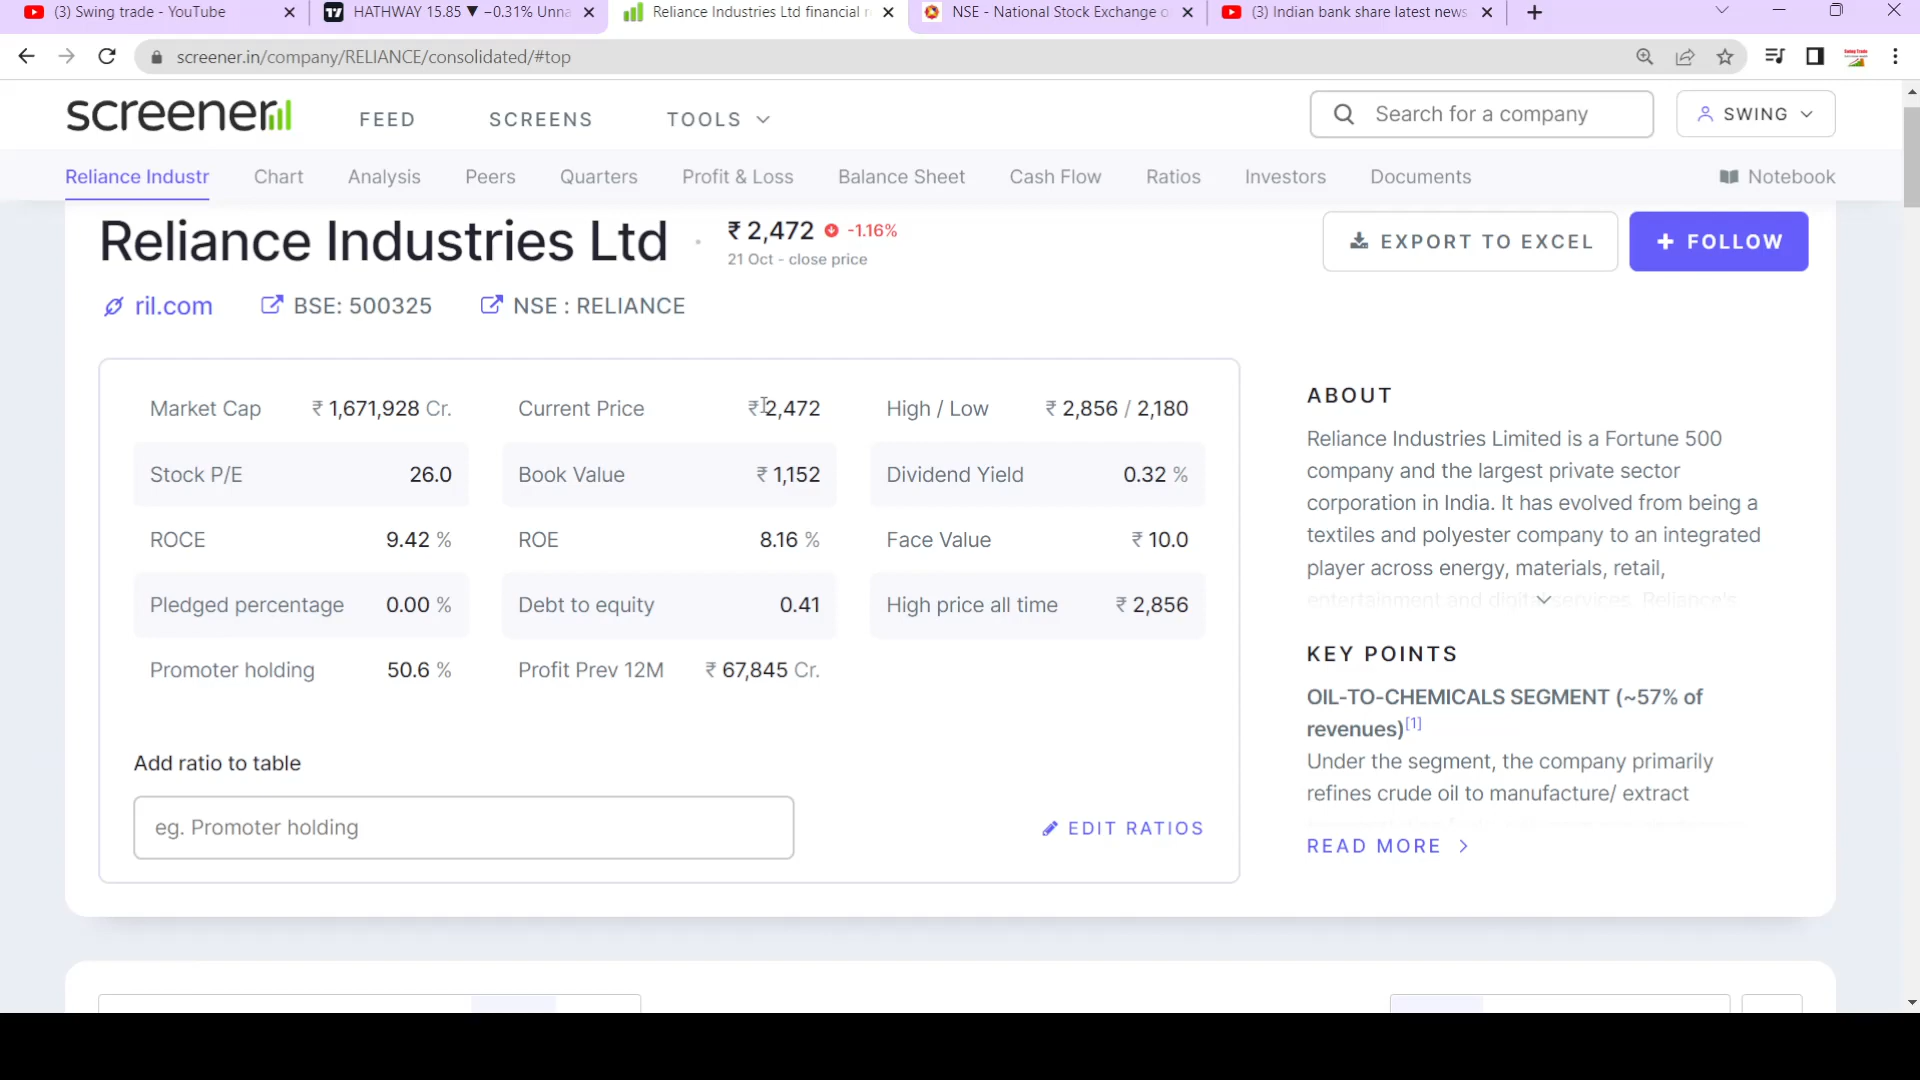 (3) Swing trade - YouTube
HATHWAY 15.85 ▼ −0.31% Unna
Reliance Industries Ltd financial r
NSE - National Stock Exchange o
(3) Indian bank share latest news
screener.in/company/RELIANCE/consolidated/#top
screener
FEED
SCREENS
TOOLS
Search for a company
SWING
Reliance Industr
Chart
Analysis
Peers
Quarters
Profit & Loss
Balance Sheet
Cash Flow
Ratios
Investors
Documents
Notebook
Reliance Industries Ltd
₹ 2,472 -1.16%
21 Oct - close price
EXPORT TO EXCEL
+ FOLLOW
ril.com
BSE: 500325
NSE : RELIANCE
Market Cap ₹ 1,671,928 Cr.
Current Price ₹ 2,472
High / Low ₹ 2,856 / 2,180
Stock P/E 26.0
Book Value ₹ 1,152
Dividend Yield 0.32 %
ROCE 9.42 %
ROE 8.16 %
Face Value ₹ 10.0
Pledged percentage 0.00 %
Debt to equity 0.41
High price all time ₹ 2,856
Promoter holding 50.6 %
Profit Prev 12M ₹ 67,845 Cr.
Add ratio to table
eg. Promoter holding
EDIT RATIOS
ABOUT
Reliance Industries Limited is a Fortune 500
company and the largest private sector
corporation in India. It has evolved from being a
textiles and polyester company to an integrated
player across energy, materials, retail,
entertainment and digital services. Reliance's
KEY POINTS
OIL-TO-CHEMICALS SEGMENT (~57% of
revenues)[1]
Under the segment, the company primarily
refines crude oil to manufacture/ extract
READ MORE